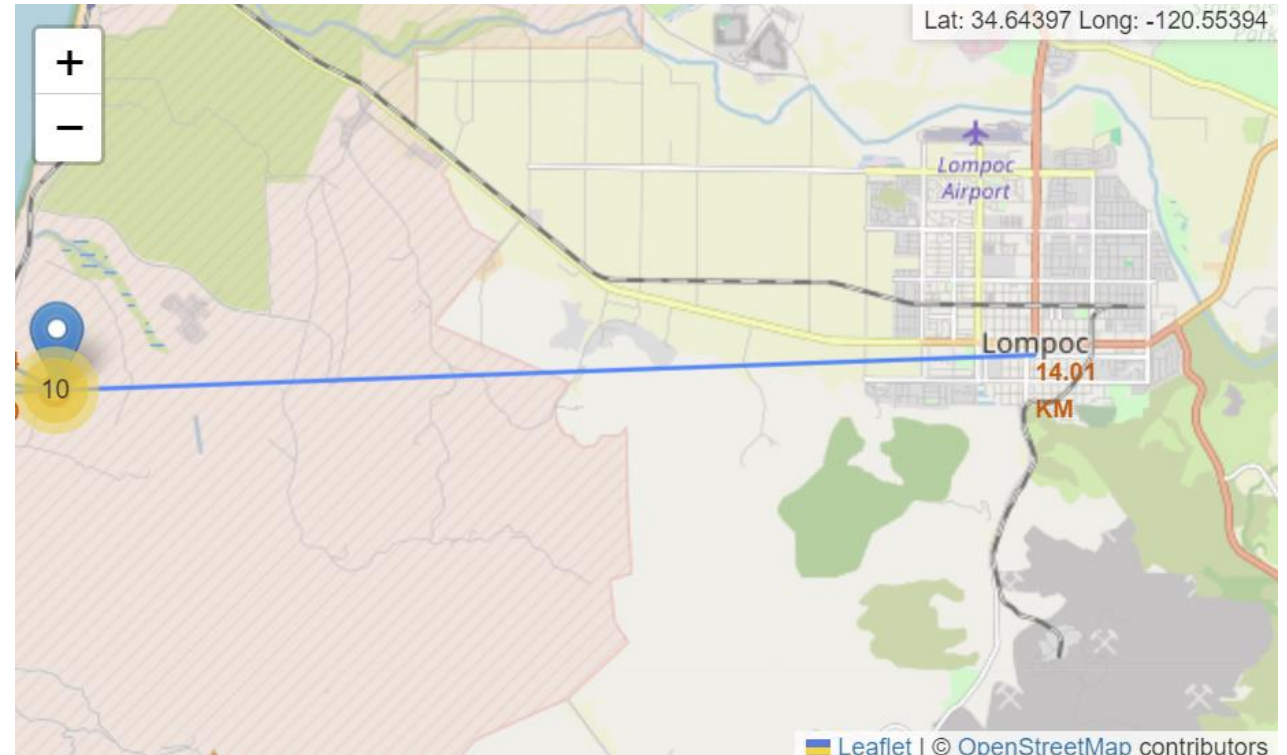 Lat: 34.64397 Long: -120.55394
+
−
Lompoc
Airport
10
Lompoc
14.01
KM
Leaflet | © OpenStreetMap contributors